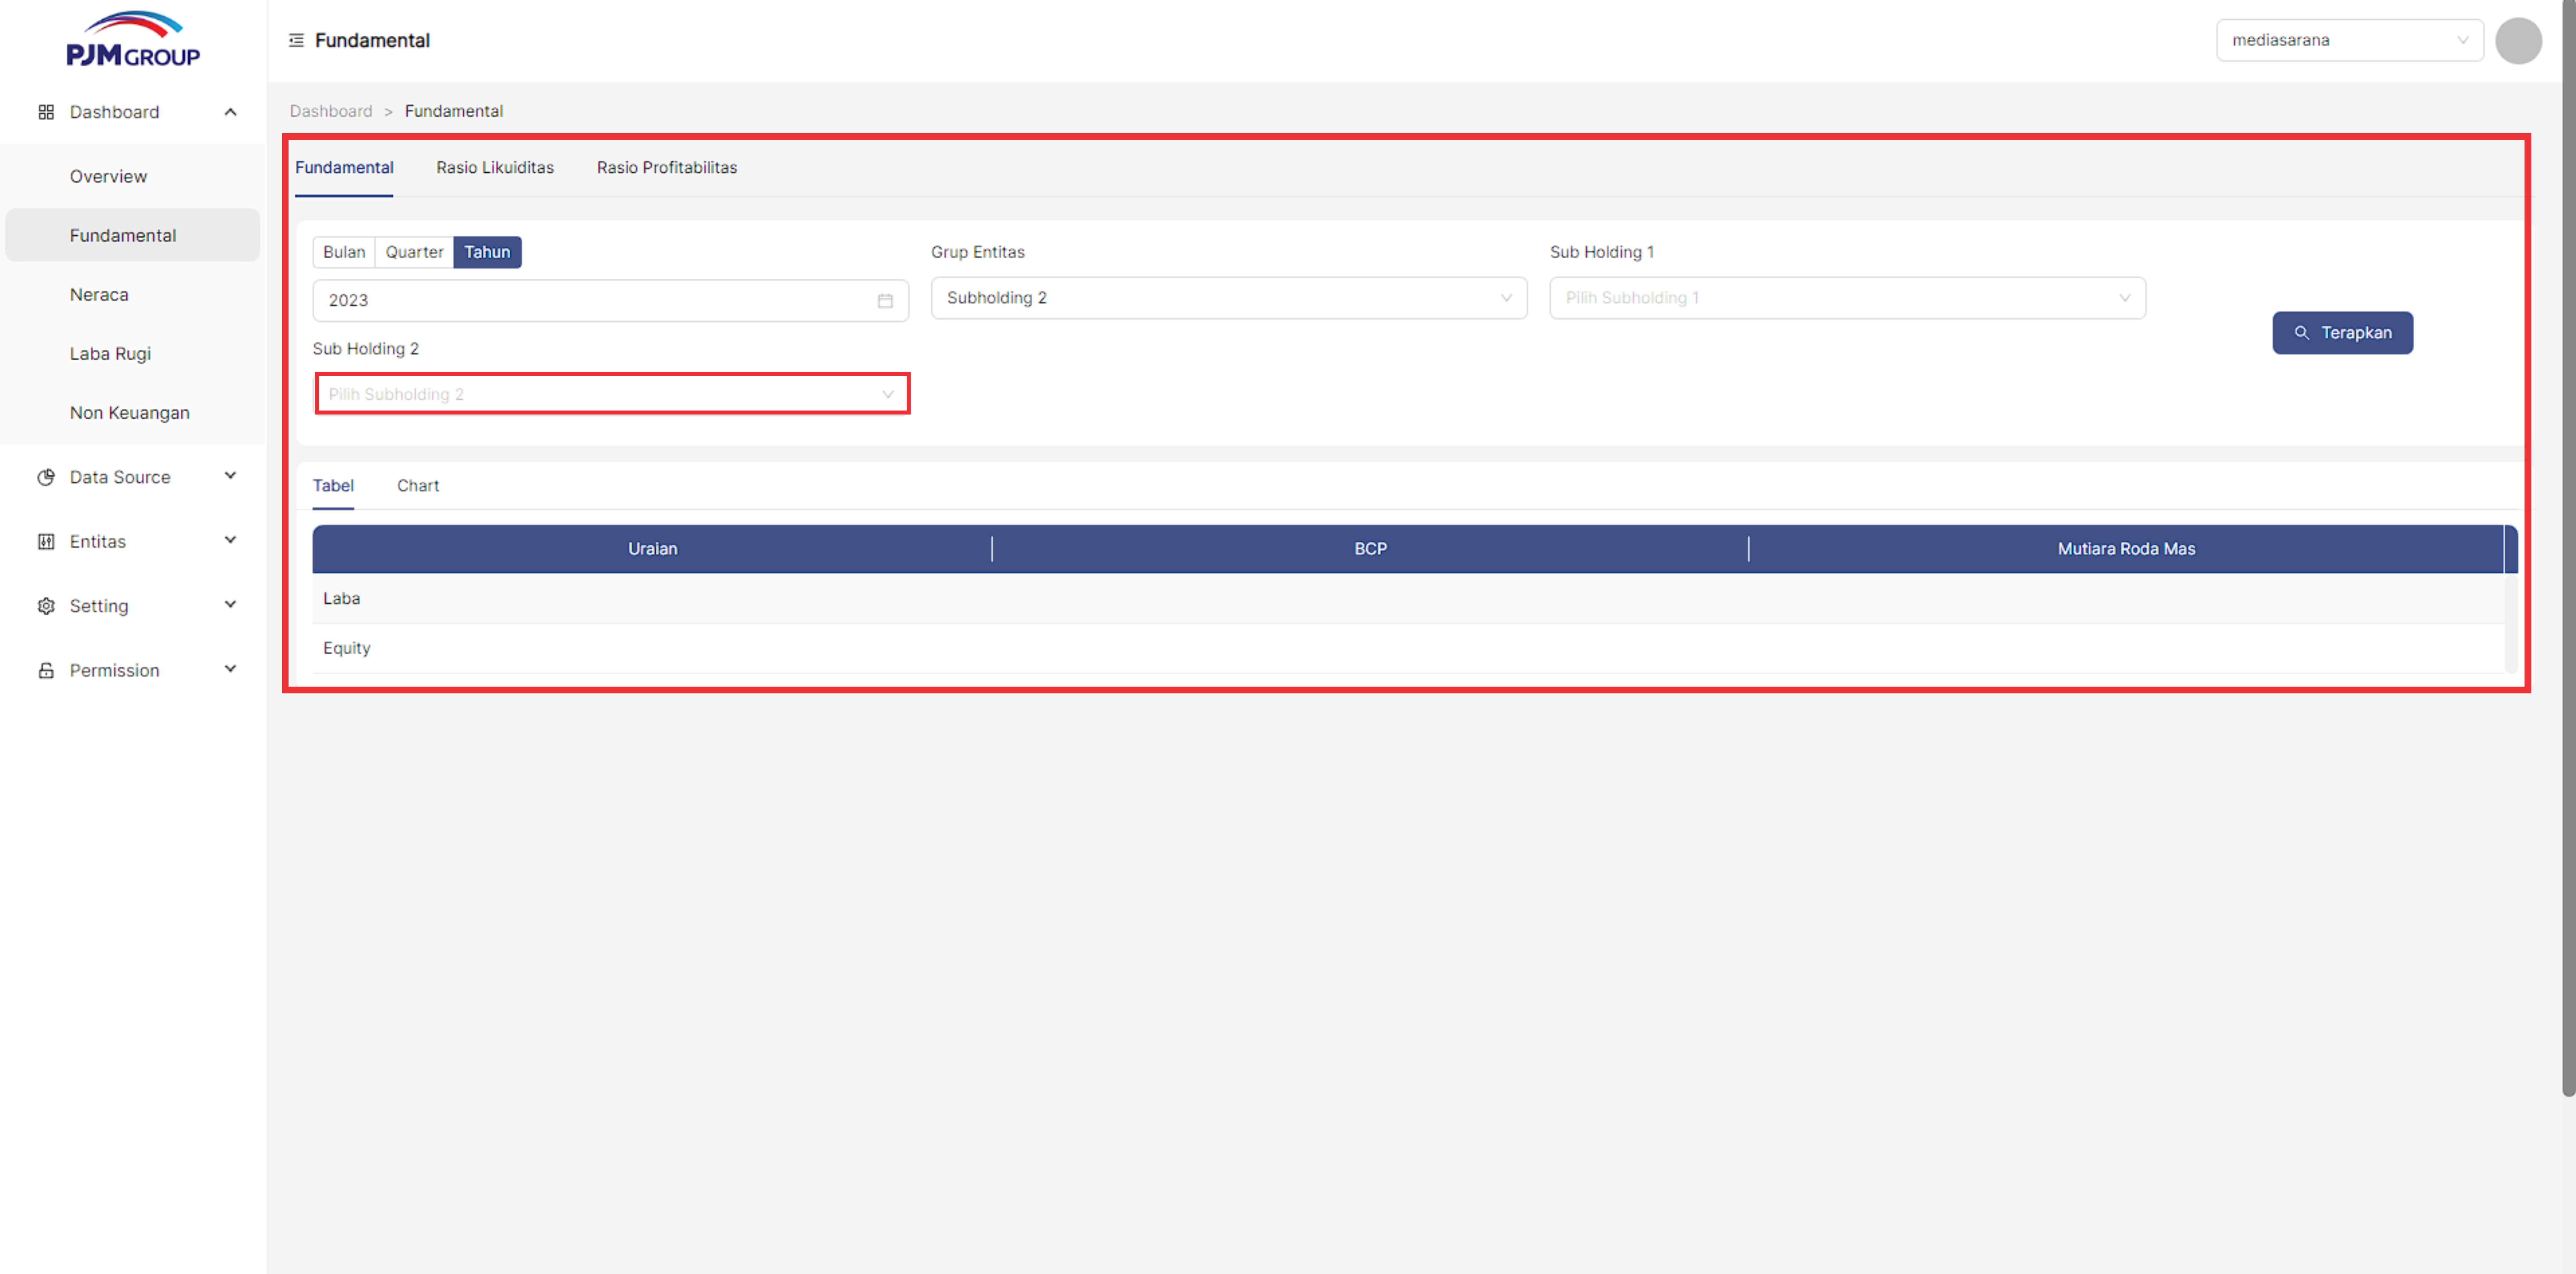 PJM GROUP
Fundamental
mediasarana
Dashboard
Overview
Fundamental
Neraca
Laba Rugi
Non Keuangan
Data Source
Entitas
Setting
Permission
Dashboard > Fundamental
Fundamental Rasio Likuiditas Rasio Profitabilitas
Bulan Quarter Tahun
2023
Grup Entitas
Subholding 2
Sub Holding 1
Pilih Subholding 1
Sub Holding 2
Pilih Subholding 2
Terapkan
Tabel Chart
Uraian BCP Mutiara Roda Mas
Laba
Equity